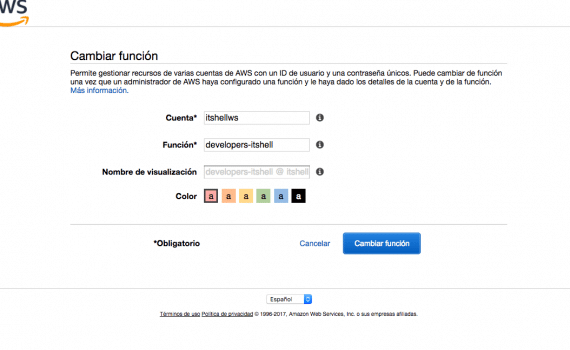 WS
Cambiar función
Permite gestionar recursos de varias cuentas de AWS con un ID de usuario y una contraseña únicos. Puede cambiar de función
una vez que un administrador de AWS haya configurado una función y le haya dado los detalles de la cuenta y de la función.
Más información.
Cuenta* itshellws
Función* developers-itshell
Nombre de visualización developers-itshell @ itshell
Color a a a a a a
*Obligatorio Cancelar Cambiar función
Español
Términos de uso Política de privacidad © 1996-2017, Amazon Web Services, Inc. o sus empresas afiliadas.